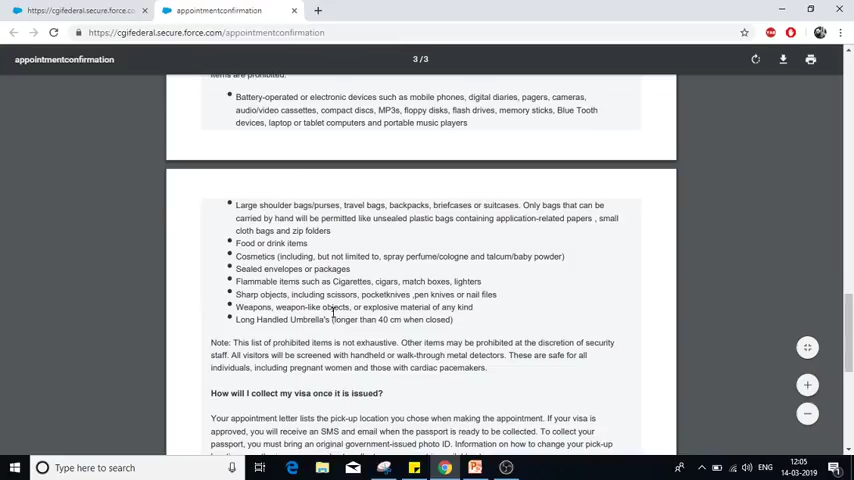 https://cgifederal.secure.force.com/
appointmentconfirmation
https://cgifederal.secure.force.com/appointmentconfirmation
appointmentconfirmation
3 / 3
items are prohibited.
Battery-operated or electronic devices such as mobile phones, digital diaries, pagers, cameras,
audio/video cassettes, compact discs, MP3s, floppy disks, flash drives, memory sticks, Blue Tooth
devices, laptop or tablet computers and portable music players
Large shoulder bags/purses, travel bags, backpacks, briefcases or suitcases. Only bags that can be
carried by hand will be permitted like unsealed plastic bags containing application-related papers , small
cloth bags and zip folders
Food or drink items
Cosmetics (including, but not limited to, spray perfume/cologne and talcum/baby powder)
Sealed envelopes or packages
Flammable items such as Cigarettes, cigars, match boxes, lighters
Sharp objects, including scissors, pocketknives ,pen knives or nail files
Weapons, weapon-like objects, or explosive material of any kind
Long Handled Umbrella's (longer than 40 cm when closed)
Note: This list of prohibited items is not exhaustive. Other items may be prohibited at the discretion of security
staff. All visitors will be screened with handheld or walk-through metal detectors. These are safe for all
individuals, including pregnant women and those with cardiac pacemakers.
How will I collect my visa once it is issued?
Your appointment letter lists the pick-up location you chose when making the appointment. If your visa is
approved, you will receive an SMS and email when the passport is ready to be collected. To collect your
passport, you must bring an original government-issued photo ID. Information on how to change your pick-up
Type here to search
ENG
12:05
14-03-2019